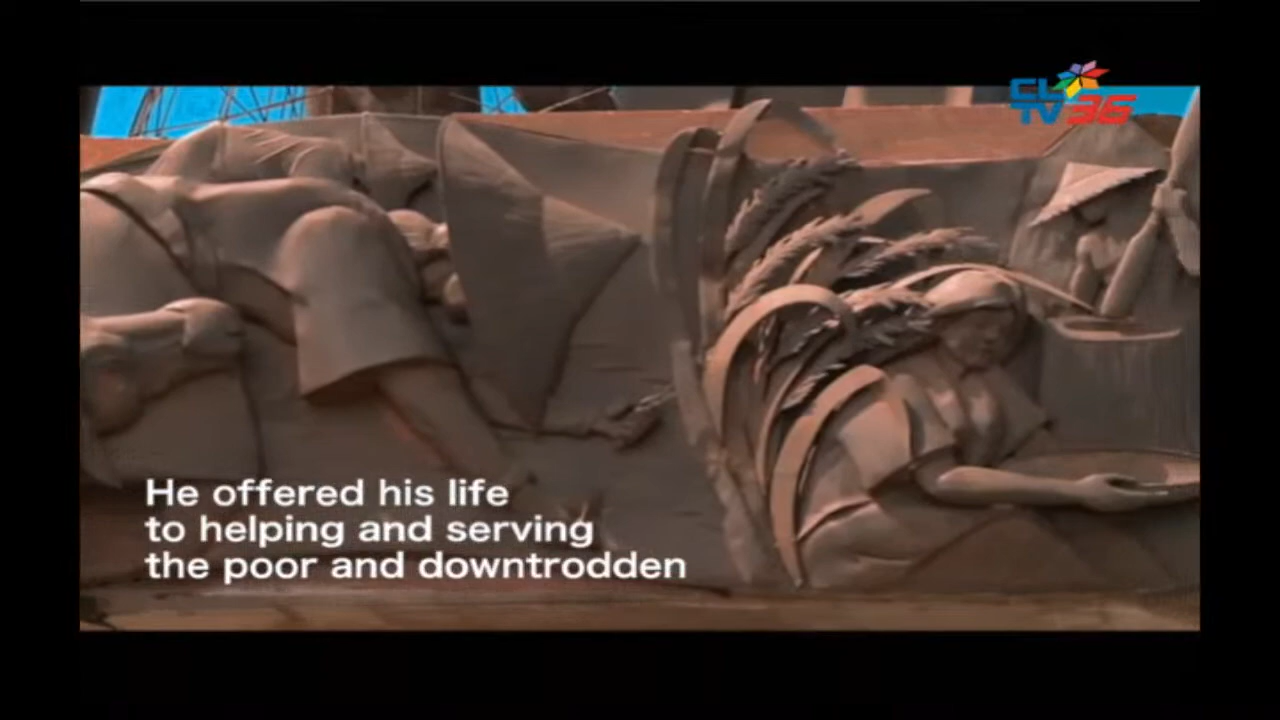 CLTV36
He offered his life
to helping and serving
the poor and downtrodden